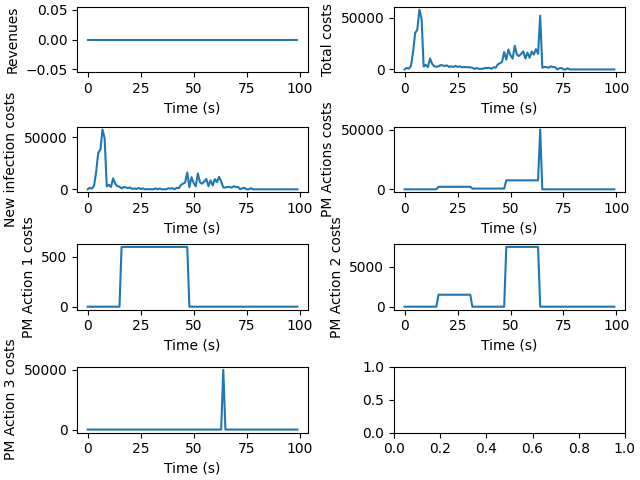 Revenues
0.05
0.00
−0.05
0 25 50 75 100
Time (s)
Total costs
50000
0
0 25 50 75 100
Time (s)
New infection costs
50000
0
0 25 50 75 100
Time (s)
PM Actions costs
50000
0
0 25 50 75 100
Time (s)
PM Action 1 costs
500
0
0 25 50 75 100
Time (s)
PM Action 2 costs
5000
0
0 25 50 75 100
Time (s)
PM Action 3 costs
50000
0
0 25 50 75 100
Time (s)
1.0
0.5
0.0
0.0 0.2 0.4 0.6 0.8 1.0